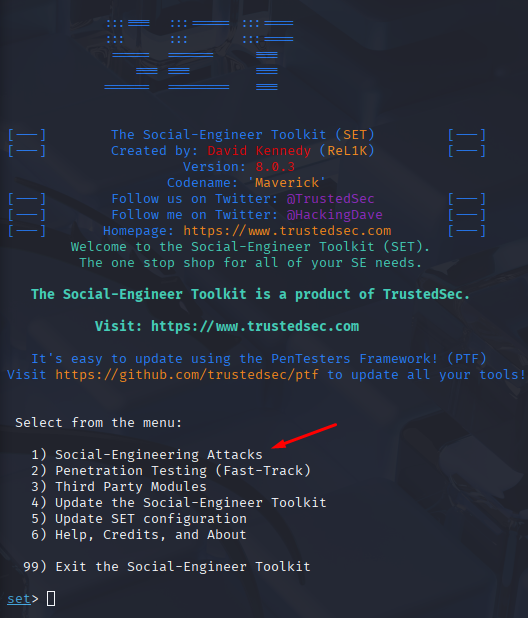 [---] The Social-Engineer Toolkit (SET) [---]
[---] Created by: David Kennedy (ReL1K) [---]
Version: 8.0.3
Codename: 'Maverick'
[---] Follow us on Twitter: @TrustedSec [---]
[---] Follow me on Twitter: @HackingDave [---]
[---] Homepage: https://www.trustedsec.com [---]
Welcome to the Social-Engineer Toolkit (SET).
The one stop shop for all of your SE needs.
The Social-Engineer Toolkit is a product of TrustedSec.
Visit: https://www.trustedsec.com
It's easy to update using the PenTesters Framework! (PTF)
Visit https://github.com/trustedsec/ptf to update all your tools!
Select from the menu:
1) Social-Engineering Attacks
2) Penetration Testing (Fast-Track)
3) Third Party Modules
4) Update the Social-Engineer Toolkit
5) Update SET configuration
6) Help, Credits, and About
99) Exit the Social-Engineer Toolkit
set>